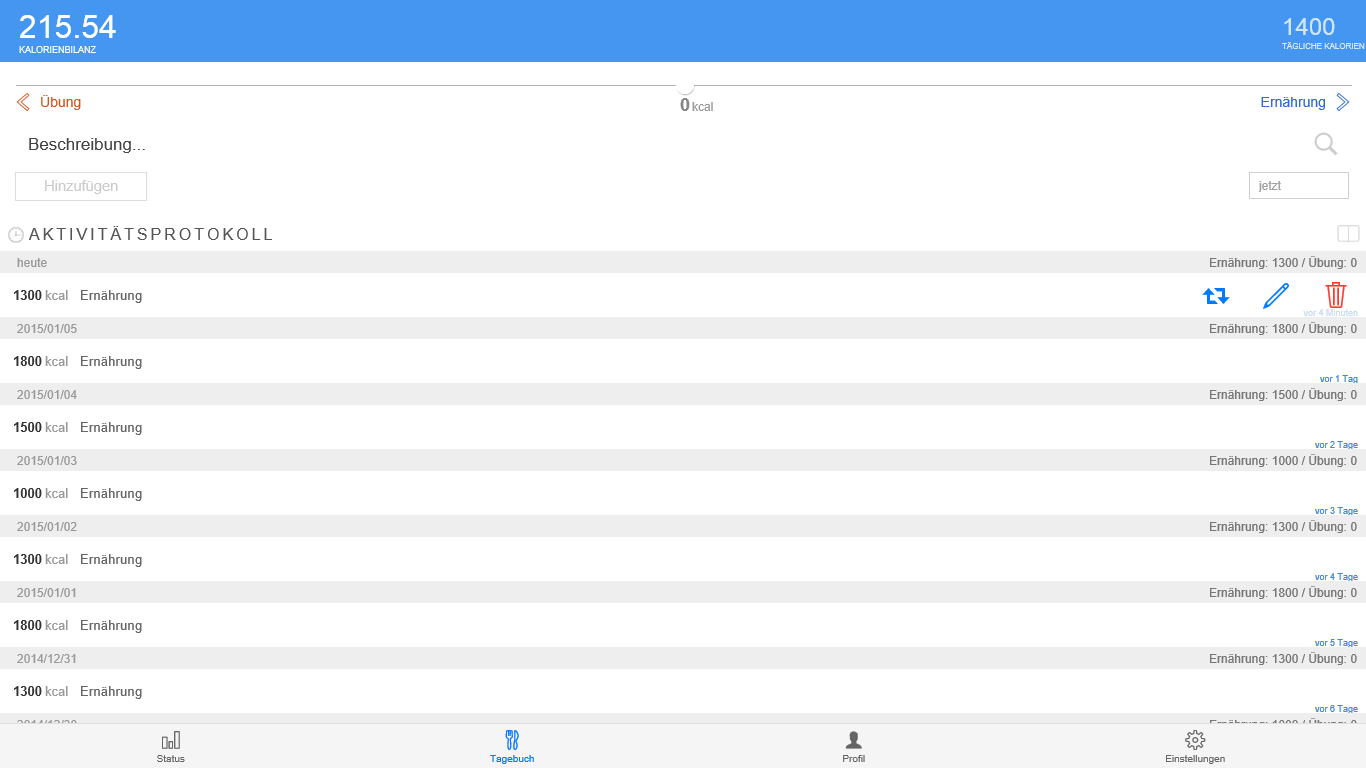 215.54
KALORIENBILANZ
1400
TÄGLICHE KALORIEN
Übung
0 kcal
Ernährung
Beschreibung...
Hinzufügen
jetzt
AKTIVITÄTSPROTOKOLL
heute Ernährung: 1300 / Übung: 0
1300 kcal Ernährung
vor 4 Minuten
2015/01/05 Ernährung: 1800 / Übung: 0
1800 kcal Ernährung
vor 1 Tag
2015/01/04 Ernährung: 1500 / Übung: 0
1500 kcal Ernährung
vor 2 Tage
2015/01/03 Ernährung: 1000 / Übung: 0
1000 kcal Ernährung
vor 3 Tage
2015/01/02 Ernährung: 1300 / Übung: 0
1300 kcal Ernährung
vor 4 Tage
2015/01/01 Ernährung: 1800 / Übung: 0
1800 kcal Ernährung
vor 5 Tage
2014/12/31 Ernährung: 1300 / Übung: 0
1300 kcal Ernährung
vor 6 Tage
Status
Tagebuch
Profil
Einstellungen